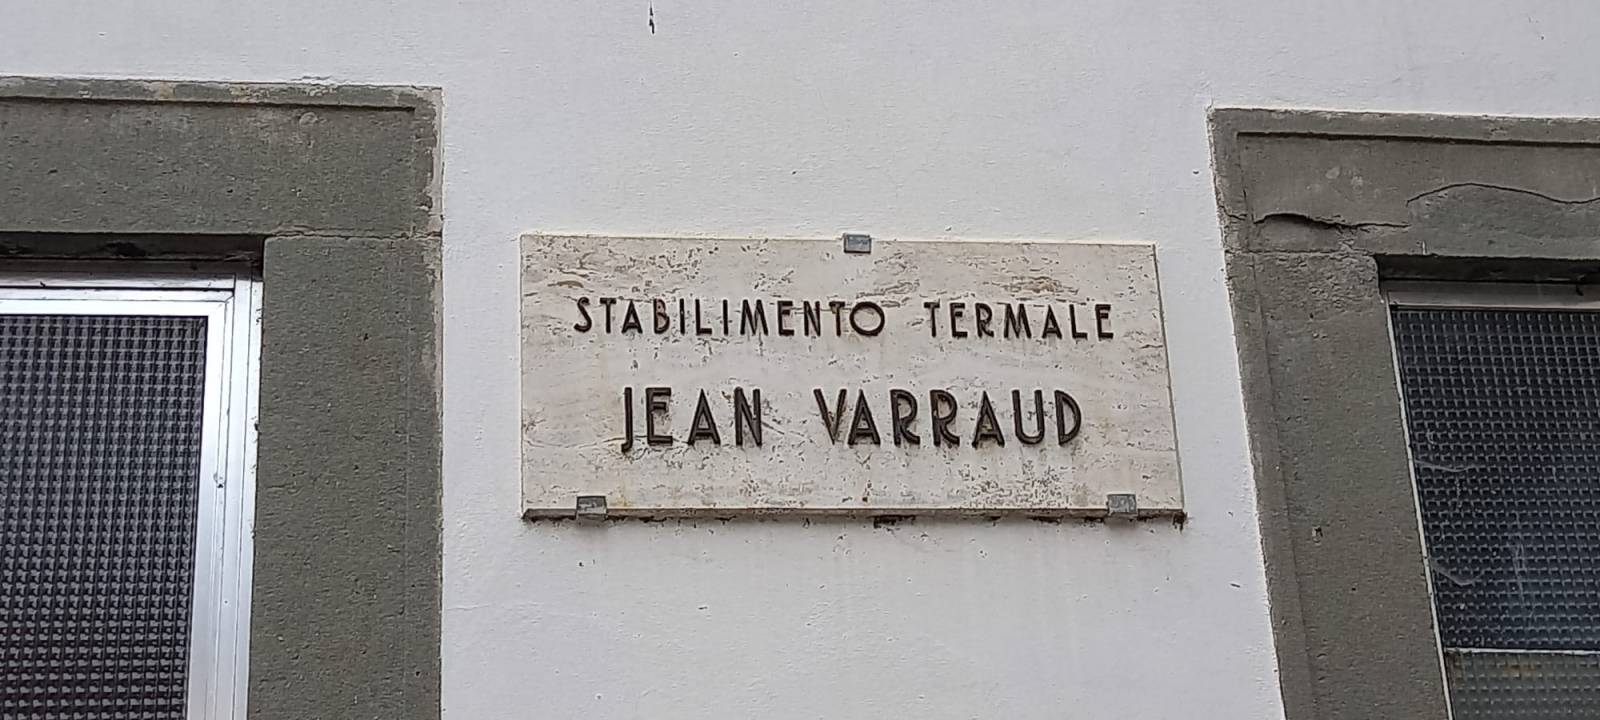 STABILIMENTO TERMALE
JEAN VARRAUD